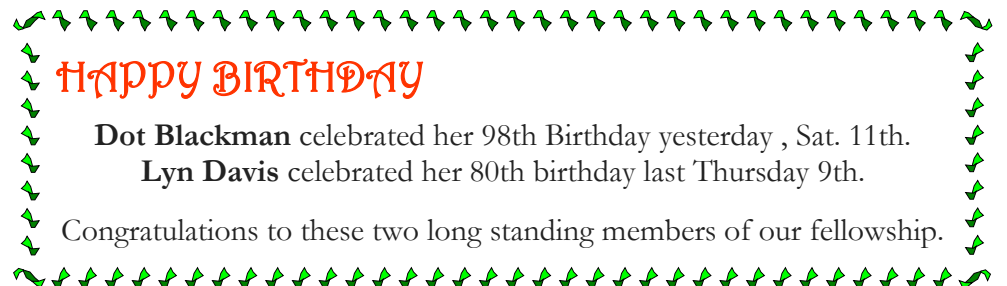 HAPPY BIRTHDAY
Dot Blackman celebrated her 98th Birthday yesterday , Sat. 11th.
Lyn Davis celebrated her 80th birthday last Thursday 9th.
Congratulations to these two long standing members of our fellowship.